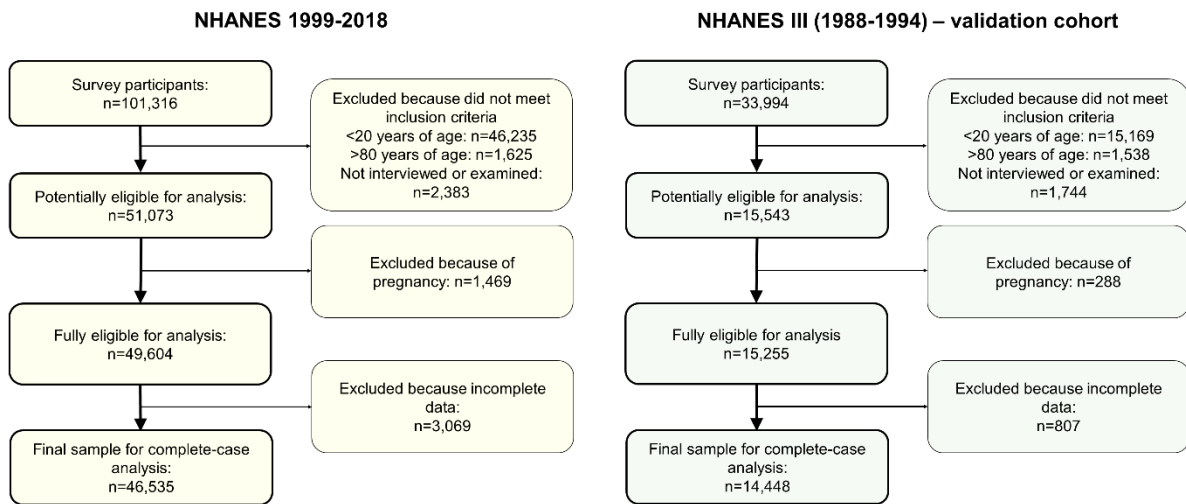 NHANES 1999-2018
Survey participants:
n=101,316
Excluded because did not meet
inclusion criteria
<20 years of age: n=46,235
>80 years of age: n=1,625
Not interviewed or examined:
n=2,383
Potentially eligible for analysis:
n=51,073
Excluded because of
pregnancy: n=1,469
Fully eligible for analysis:
n=49,604
Excluded because incomplete
data:
n=3,069
Final sample for complete-case
analysis:
n=46,535
NHANES III (1988-1994) – validation cohort
Survey participants:
n=33,994
Excluded because did not meet
inclusion criteria
<20 years of age: n=15,169
>80 years of age: n=1,538
Not interviewed or examined:
n=1,744
Potentially eligible for analysis:
n=15,543
Excluded because of
pregnancy: n=288
Fully eligible for analysis
n=15,255
Excluded because incomplete
data:
n=807
Final sample for complete-case
analysis:
n=14,448